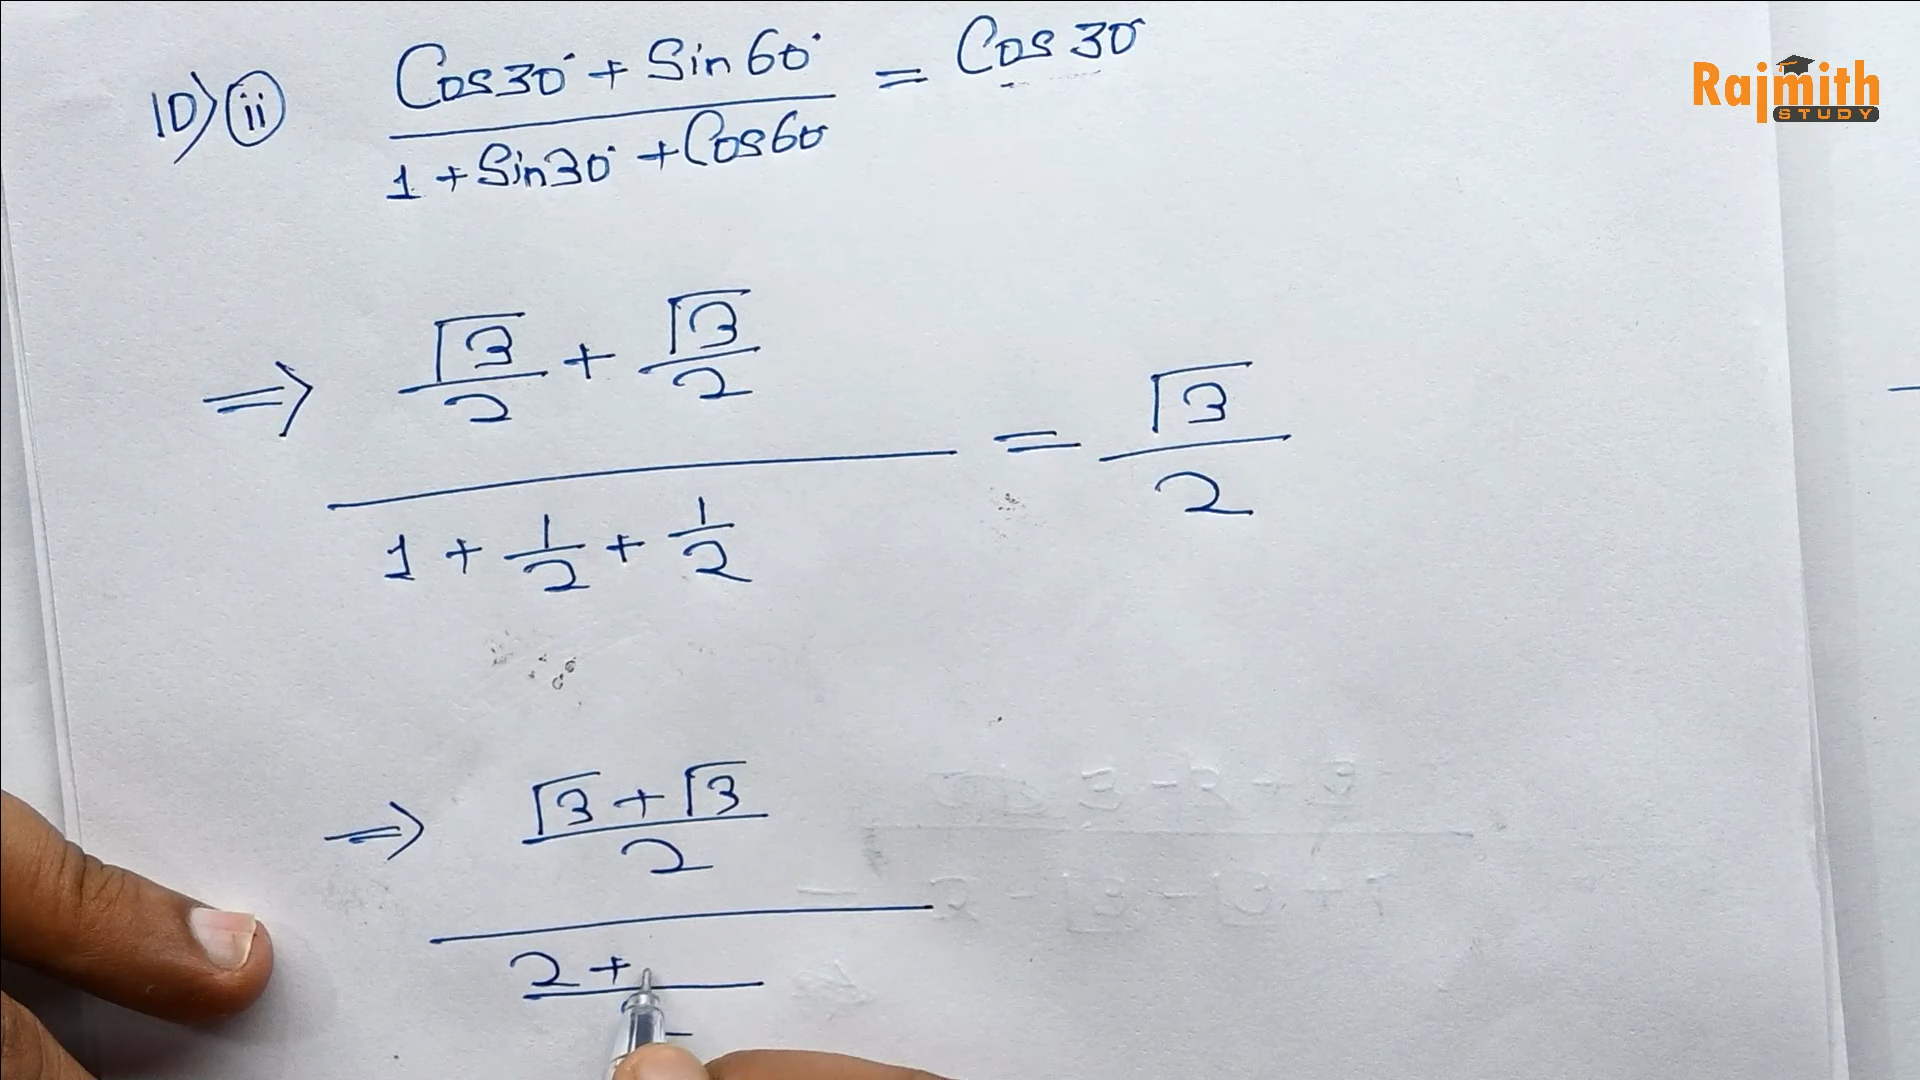 10) ii (Cos30° + Sin60°) / (1 + Sin30° + Cos60°) = Cos30°
Rajmith
STUDY
⇒ (√3/2 + √3/2) / (1 + 1/2 + 1/2) = √3/2
⇒ ((√3 + √3)/2) / (2 +